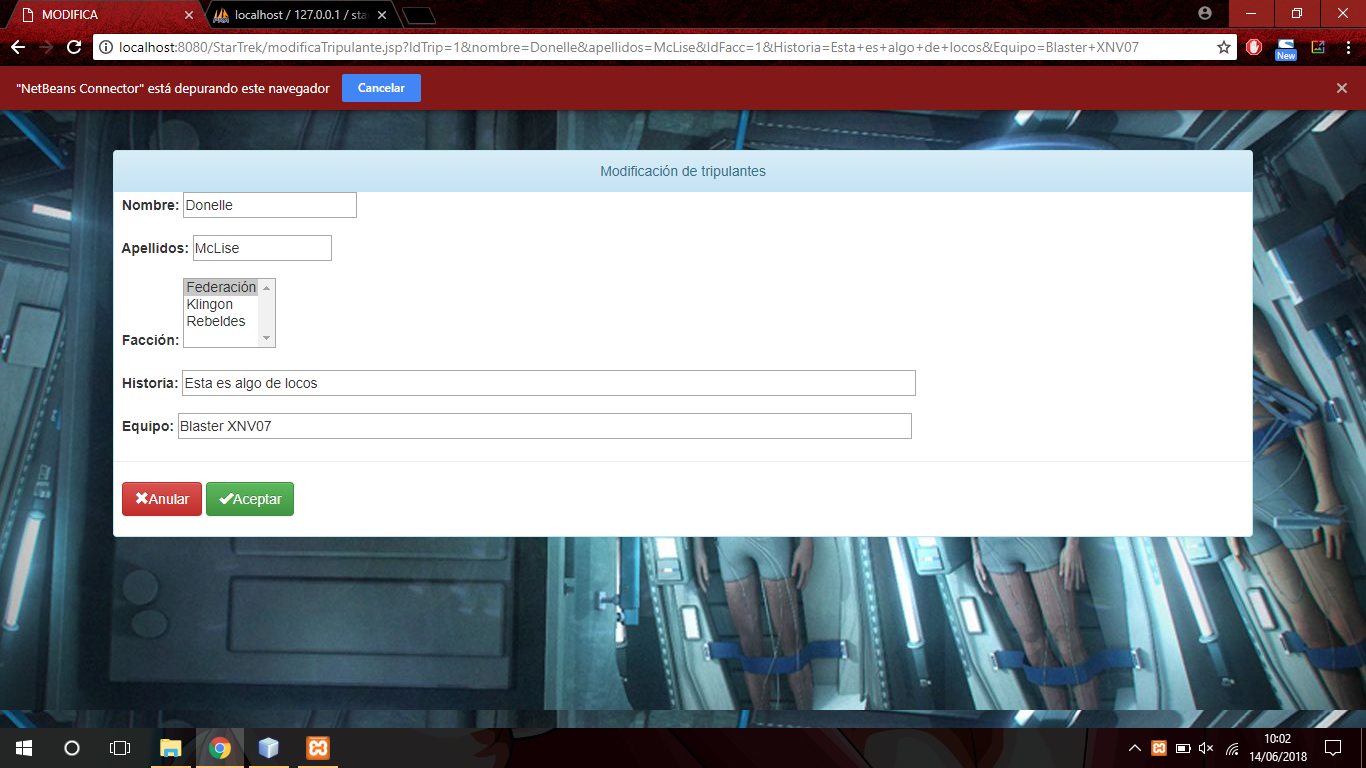 MODIFICA
localhost / 127.0.0.1 / sta
localhost:8080/StarTrek/modificaTripulante.jsp?IdTrip=1&nombre=Donelle&apellidos=McLise&IdFacc=1&Historia=Esta+es+algo+de+locos&Equipo=Blaster+XNV07
New
"NetBeans Connector" está depurando este navegador
Cancelar
Modificación de tripulantes
Nombre: Donelle
Apellidos: McLise
Federación
Klingon
Rebeldes
Facción:
Historia: Esta es algo de locos
Equipo: Blaster XNV07
Anular Aceptar
10:02
14/06/2018